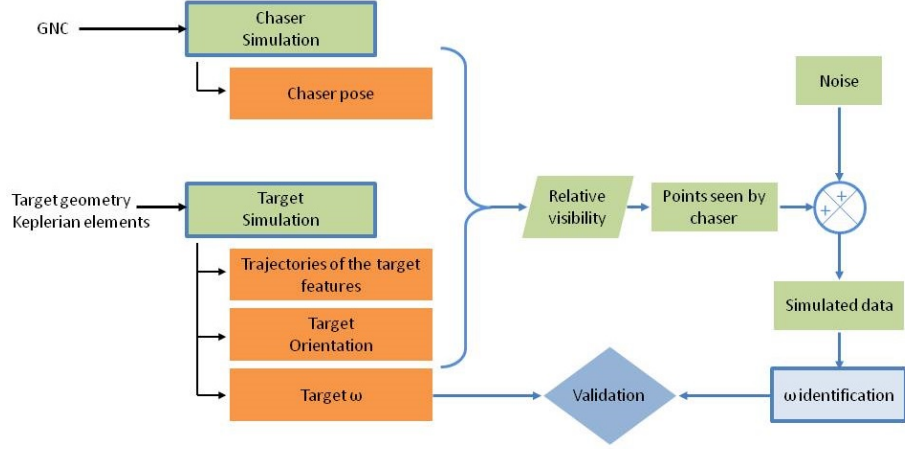 GNC
Chaser
Simulation
Chaser pose
Noise
Target geometry
Keplerian elements
Target
Simulation
Relative
visibility
Points seen by
chaser
+
+
Trajectories of the target
features
Simulated data
Target
Orientation
Target ω
Validation
ω identification